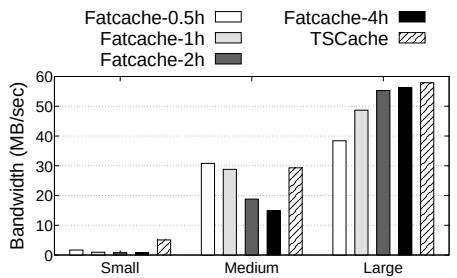 Fatcache-0.5h
Fatcache-4h
Fatcache-1h
TSCache
Fatcache-2h
Bandwidth (MB/sec)
60
50
40
30
20
10
0
Small
Medium
Large